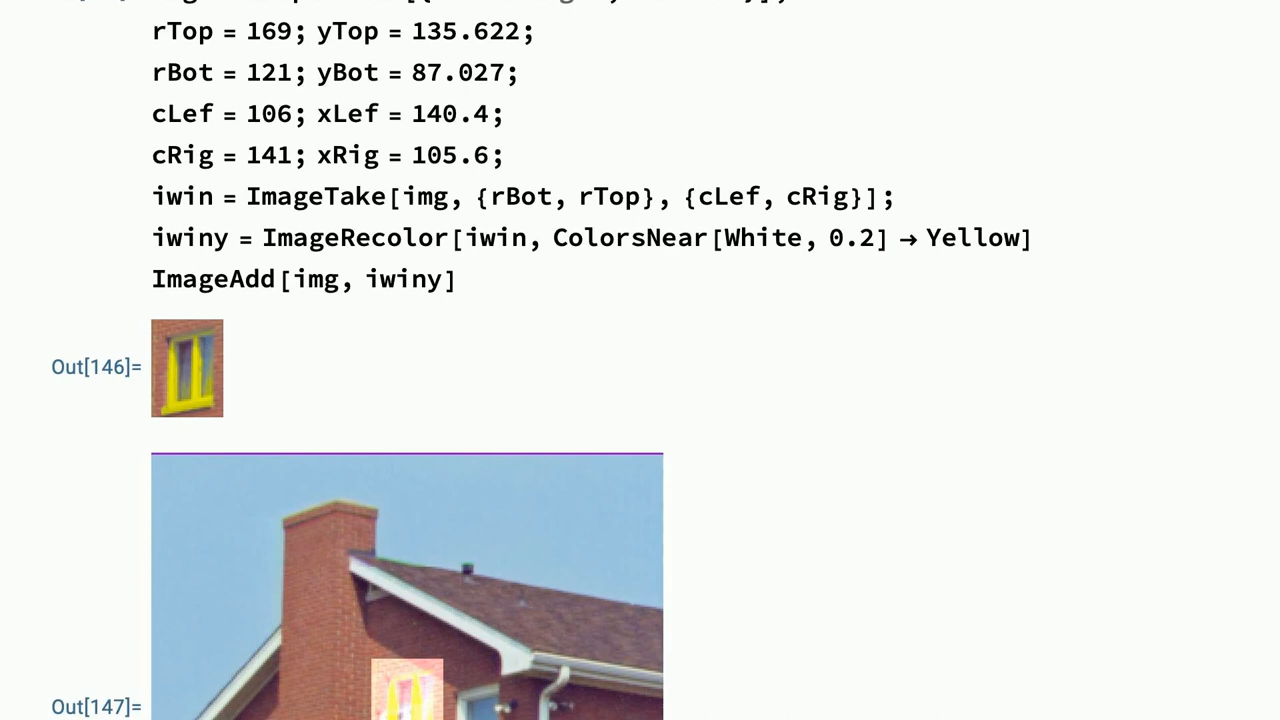 rTop = 169; yTop = 135.622;
rBot = 121; yBot = 87.027;
cLef = 106; xLef = 140.4;
cRig = 141; xRig = 105.6;
iwin = ImageTake[img, {rBot, rTop}, {cLef, cRig}];
iwiny = ImageRecolor[iwin, ColorsNear[White, 0.2] → Yellow]
ImageAdd[img, iwiny]
Out[146]=
Out[147]=